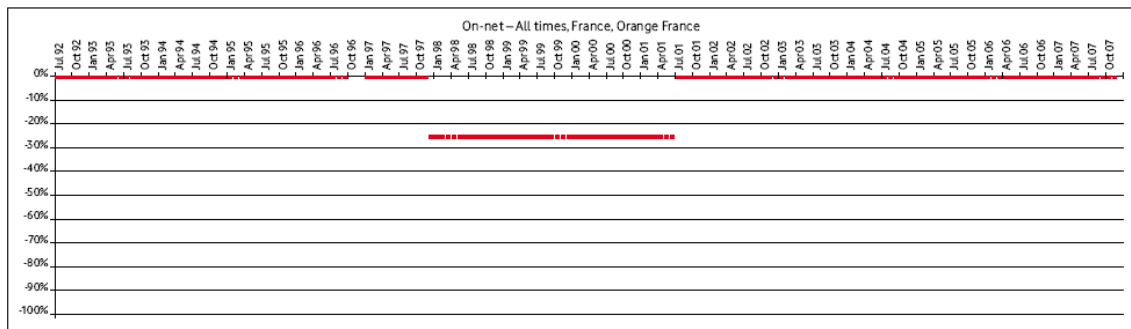 On-net – All times, France, Orange France
Jul 92
Oct 92
Jan 93
Apr 93
Jul 93
Oct 93
Jan 94
Apr 94
Jul 94
Oct 94
Jan 95
Apr 95
Jul 95
Oct 95
Jan 96
Apr 96
Jul 96
Oct 96
Jan 97
Apr 97
Jul 97
Oct 97
Jan 98
Apr 98
Jul 98
Oct 98
Jan 99
Apr 99
Jul 99
Oct 99
Jan 00
Apr 00
Jul 00
Oct 00
Jan 01
Apr 01
Jul 01
Oct 01
Jan 02
Apr 02
Jul 02
Oct 02
Jan 03
Apr 03
Jul 03
Oct 03
Jan 04
Apr 04
Jul 04
Oct 04
Jan 05
Apr 05
Jul 05
Oct 05
Jan 06
Apr 06
Jul 06
Oct 06
Jan 07
Apr 07
Jul 07
Oct 07
0%
-10%
-20%
-30%
-40%
-50%
-60%
-70%
-80%
-90%
-100%